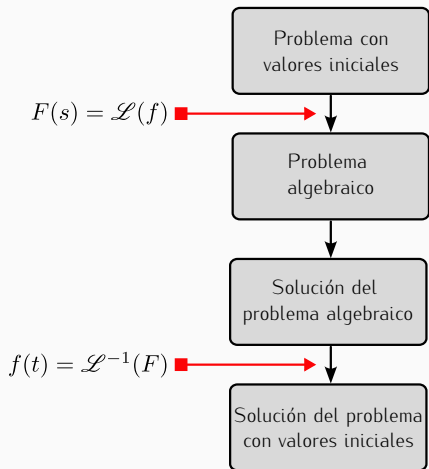 Problema con
valores iniciales
F(s) = ℒ(f)
Problema
algebraico
Solución del
problema algebraico
f(t) = ℒ⁻¹(F)
Solución del problema
con valores iniciales